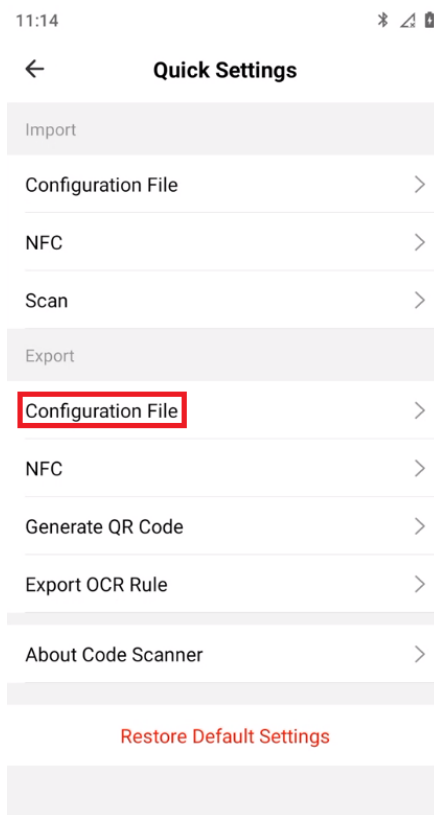 11:14
Quick Settings
Import
Configuration File
NFC
Scan
Export
Configuration File
NFC
Generate QR Code
Export OCR Rule
About Code Scanner
Restore Default Settings